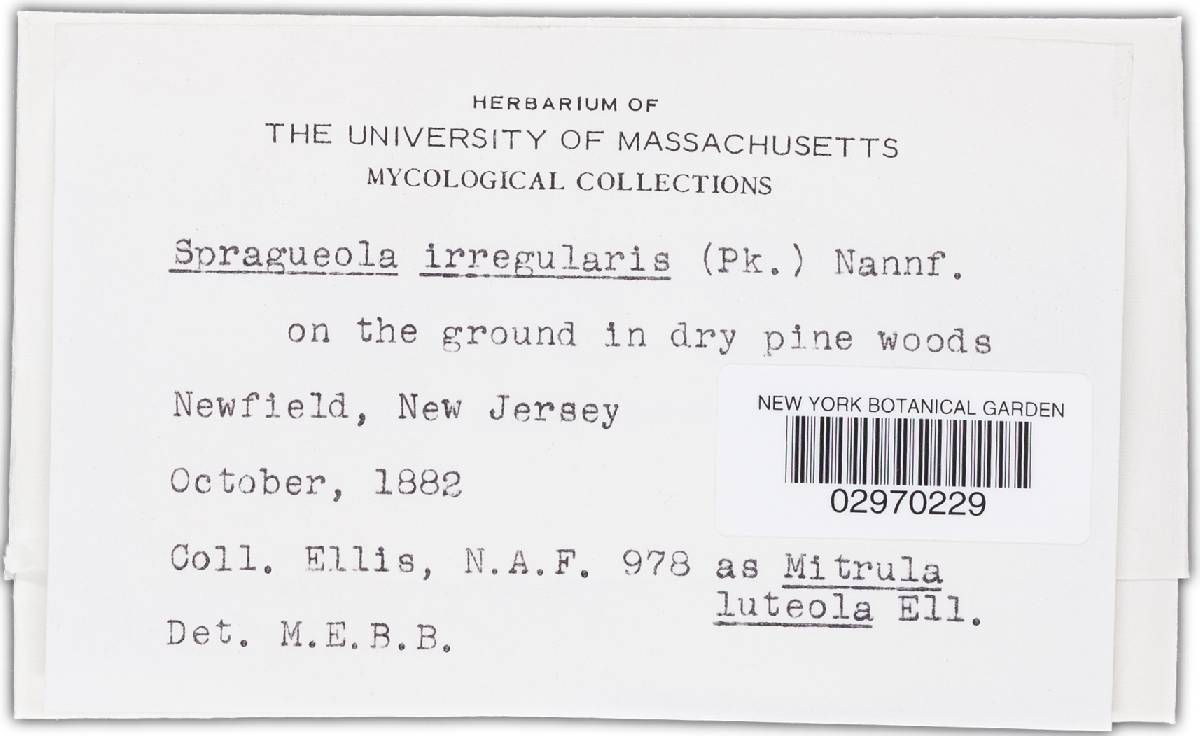 HERBARIUM OF
THE UNIVERSITY OF MASSACHUSETTS
MYCOLOGICAL COLLECTIONS
Spragueola irregularis (Pk.) Nannf.
on the ground in dry pine woods
Newfield, New Jersey
NEW YORK BOTANICAL GARDEN
02970229
October, 1882
Coll. Ellis, N.A.F. 978 as Mitrula
luteola Ell.
Det. M.E.B.B.